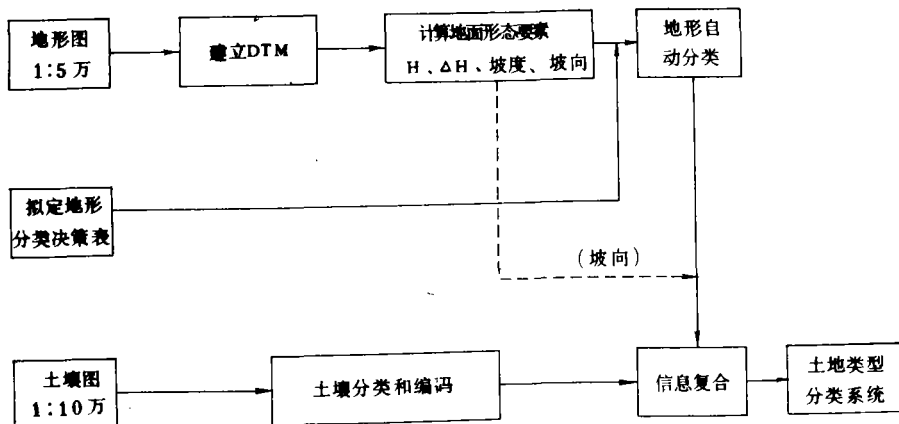 地形图
1:5万
建立DTM
计算地面形态要素
H、△H、坡度、坡向
地形自
动分类
拟定地形
分类决策表
(坡向)
土壤图
1:10万
土壤分类和编码
信息复合
土地类型
分类系统